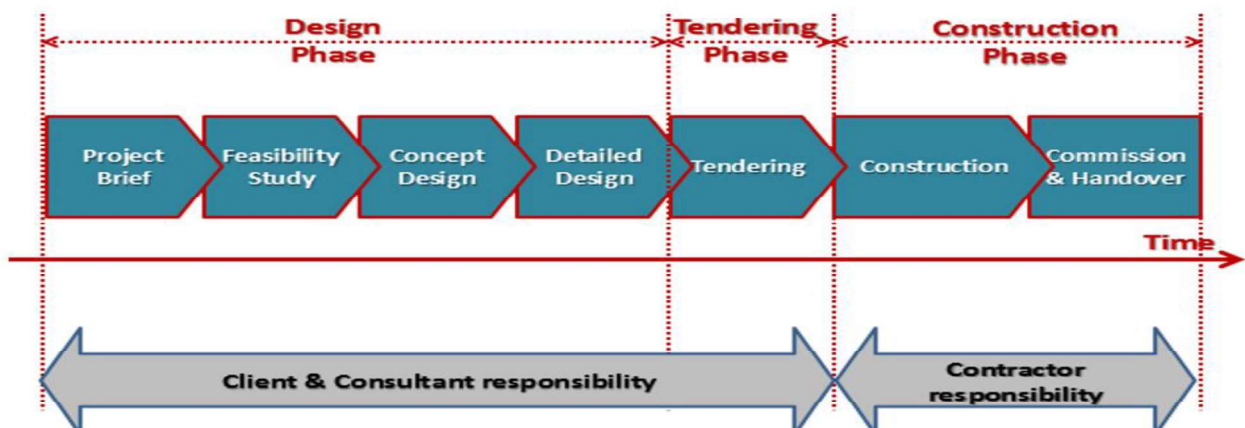 Design
Phase
Tendering
Phase
Construction
Phase
Project
Brief
Feasibility
Study
Concept
Design
Detailed
Design
Tendering
Construction
Commission
& Handover
Time
Client & Consultant responsibility
Contractor
responsibility